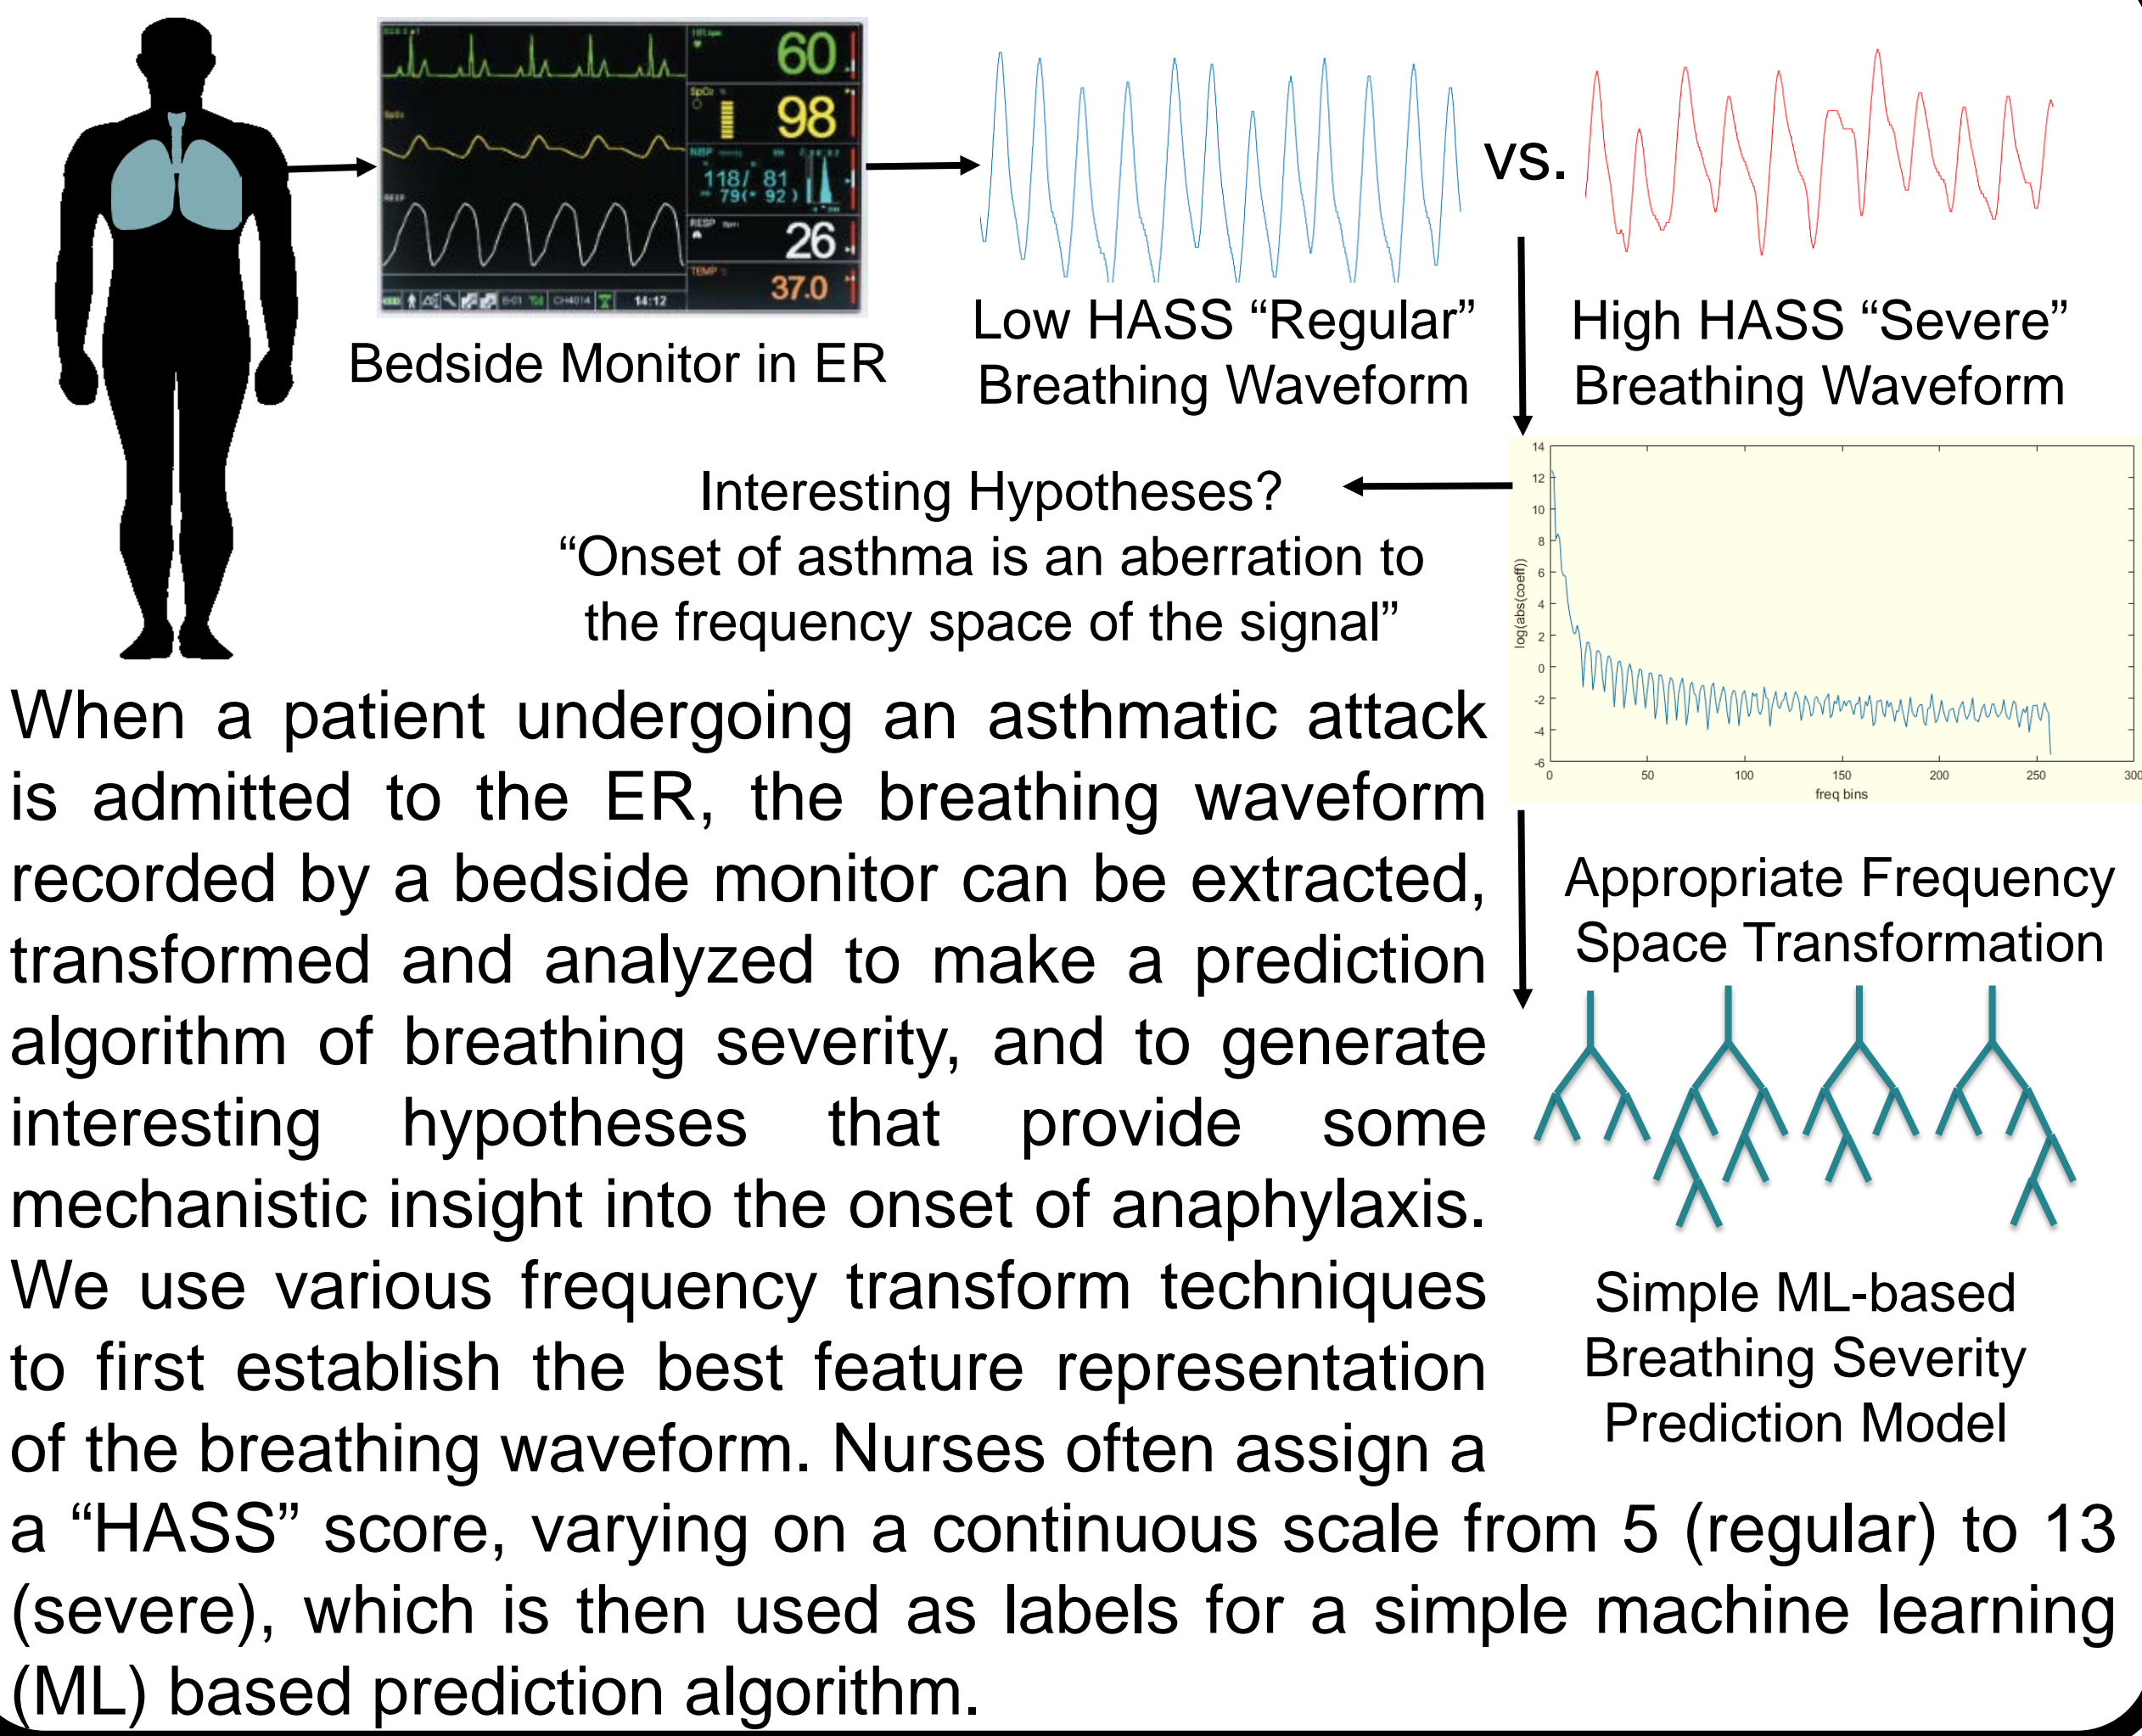 60
SpO2 %
98
SpO2
NIBP
118/ 81
79( 92 )
RESP
RESP
26
TEMP °C
37.0
14:12
CH4014
Bedside Monitor in ER
vs.
Low HASS “Regular”
Breathing Waveform
High HASS “Severe”
Breathing Waveform
Interesting Hypotheses?
“Onset of asthma is an aberration to
the frequency space of the signal”
14
12
10
8
6
4
2
0
-2
-4
-6
log(abs(coeff))
0 50 100 150 200 250 300
freq bins
Appropriate Frequency
Space Transformation
Simple ML-based
Breathing Severity
Prediction Model
When a patient undergoing an asthmatic attack
is admitted to the ER, the breathing waveform
recorded by a bedside monitor can be extracted,
transformed and analyzed to make a prediction
algorithm of breathing severity, and to generate
interesting hypotheses that provide some
mechanistic insight into the onset of anaphylaxis.
We use various frequency transform techniques
to first establish the best feature representation
of the breathing waveform. Nurses often assign a
a “HASS” score, varying on a continuous scale from 5 (regular) to 13
(severe), which is then used as labels for a simple machine learning
(ML) based prediction algorithm.